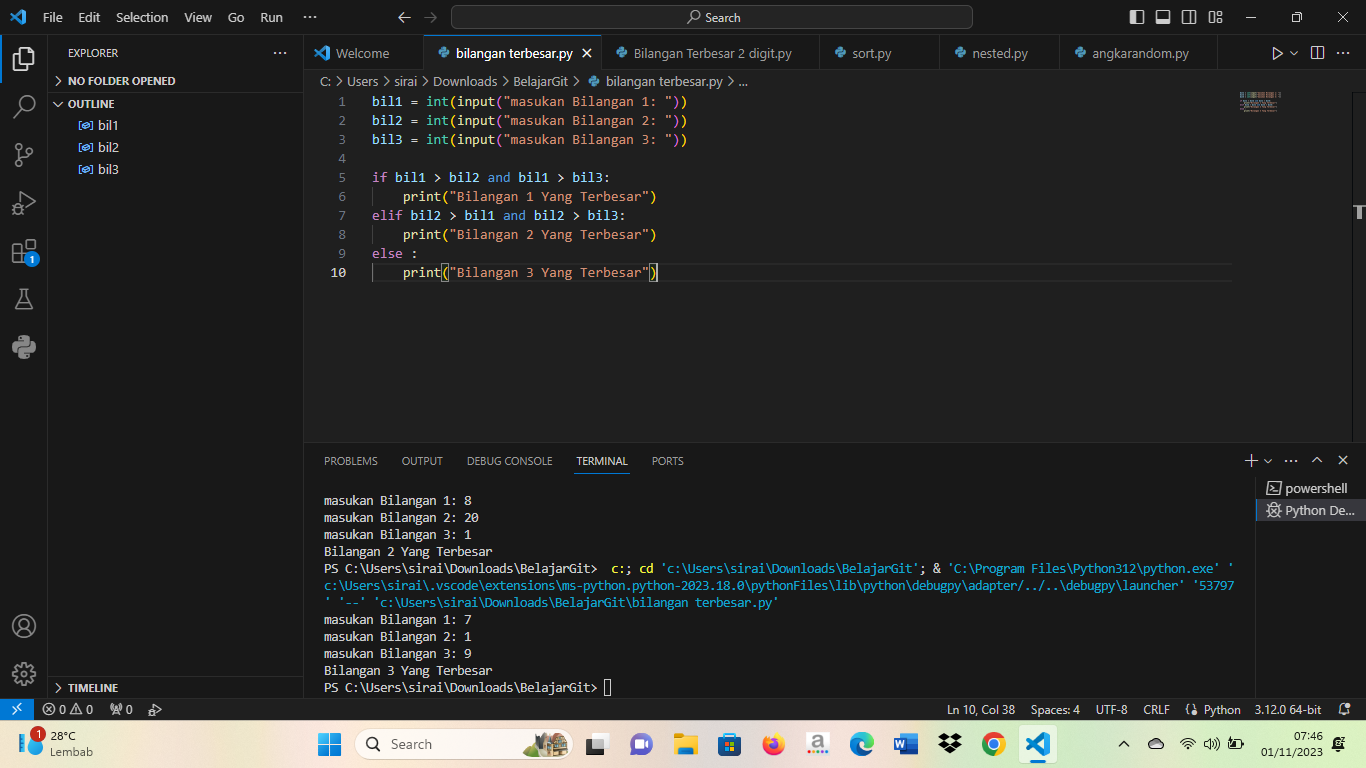 File Edit Selection View Go Run ···
Search
EXPLORER ···
NO FOLDER OPENED
OUTLINE
bil1
bil2
bil3
TIMELINE
1
Welcome
bilangan terbesar.py
Bilangan Terbesar 2 digit.py
sort.py
nested.py
angkarandom.py
C: > Users > sirai > Downloads > BelajarGit > bilangan terbesar.py > ...
1 bil1 = int(input("masukan Bilangan 1: "))
2 bil2 = int(input("masukan Bilangan 2: "))
3 bil3 = int(input("masukan Bilangan 3: "))
4
5 if bil1 > bil2 and bil1 > bil3:
6 print("Bilangan 1 Yang Terbesar")
7 elif bil2 > bil1 and bil2 > bil3:
8 print("Bilangan 2 Yang Terbesar")
9 else :
10 print("Bilangan 3 Yang Terbesar")
PROBLEMS OUTPUT DEBUG CONSOLE TERMINAL PORTS
powershell
Python De...
masukan Bilangan 1: 8
masukan Bilangan 2: 20
masukan Bilangan 3: 1
Bilangan 2 Yang Terbesar
PS C:\Users\sirai\Downloads\BelajarGit> c:; cd 'c:\Users\sirai\Downloads\BelajarGit'; & 'C:\Program Files\Python312\python.exe' '
c:\Users\sirai\.vscode\extensions\ms-python.python-2023.18.0\pythonFiles\lib\python\debugpy\adapter/../..\debugpy\launcher' '53797
' '--' 'c:\Users\sirai\Downloads\BelajarGit\bilangan terbesar.py'
masukan Bilangan 1: 7
masukan Bilangan 2: 1
masukan Bilangan 3: 9
Bilangan 3 Yang Terbesar
PS C:\Users\sirai\Downloads\BelajarGit>
0 0 0
Ln 10, Col 38 Spaces: 4 UTF-8 CRLF Python 3.12.0 64-bit
1
28°C
Lembab
Search
07:46
01/11/2023